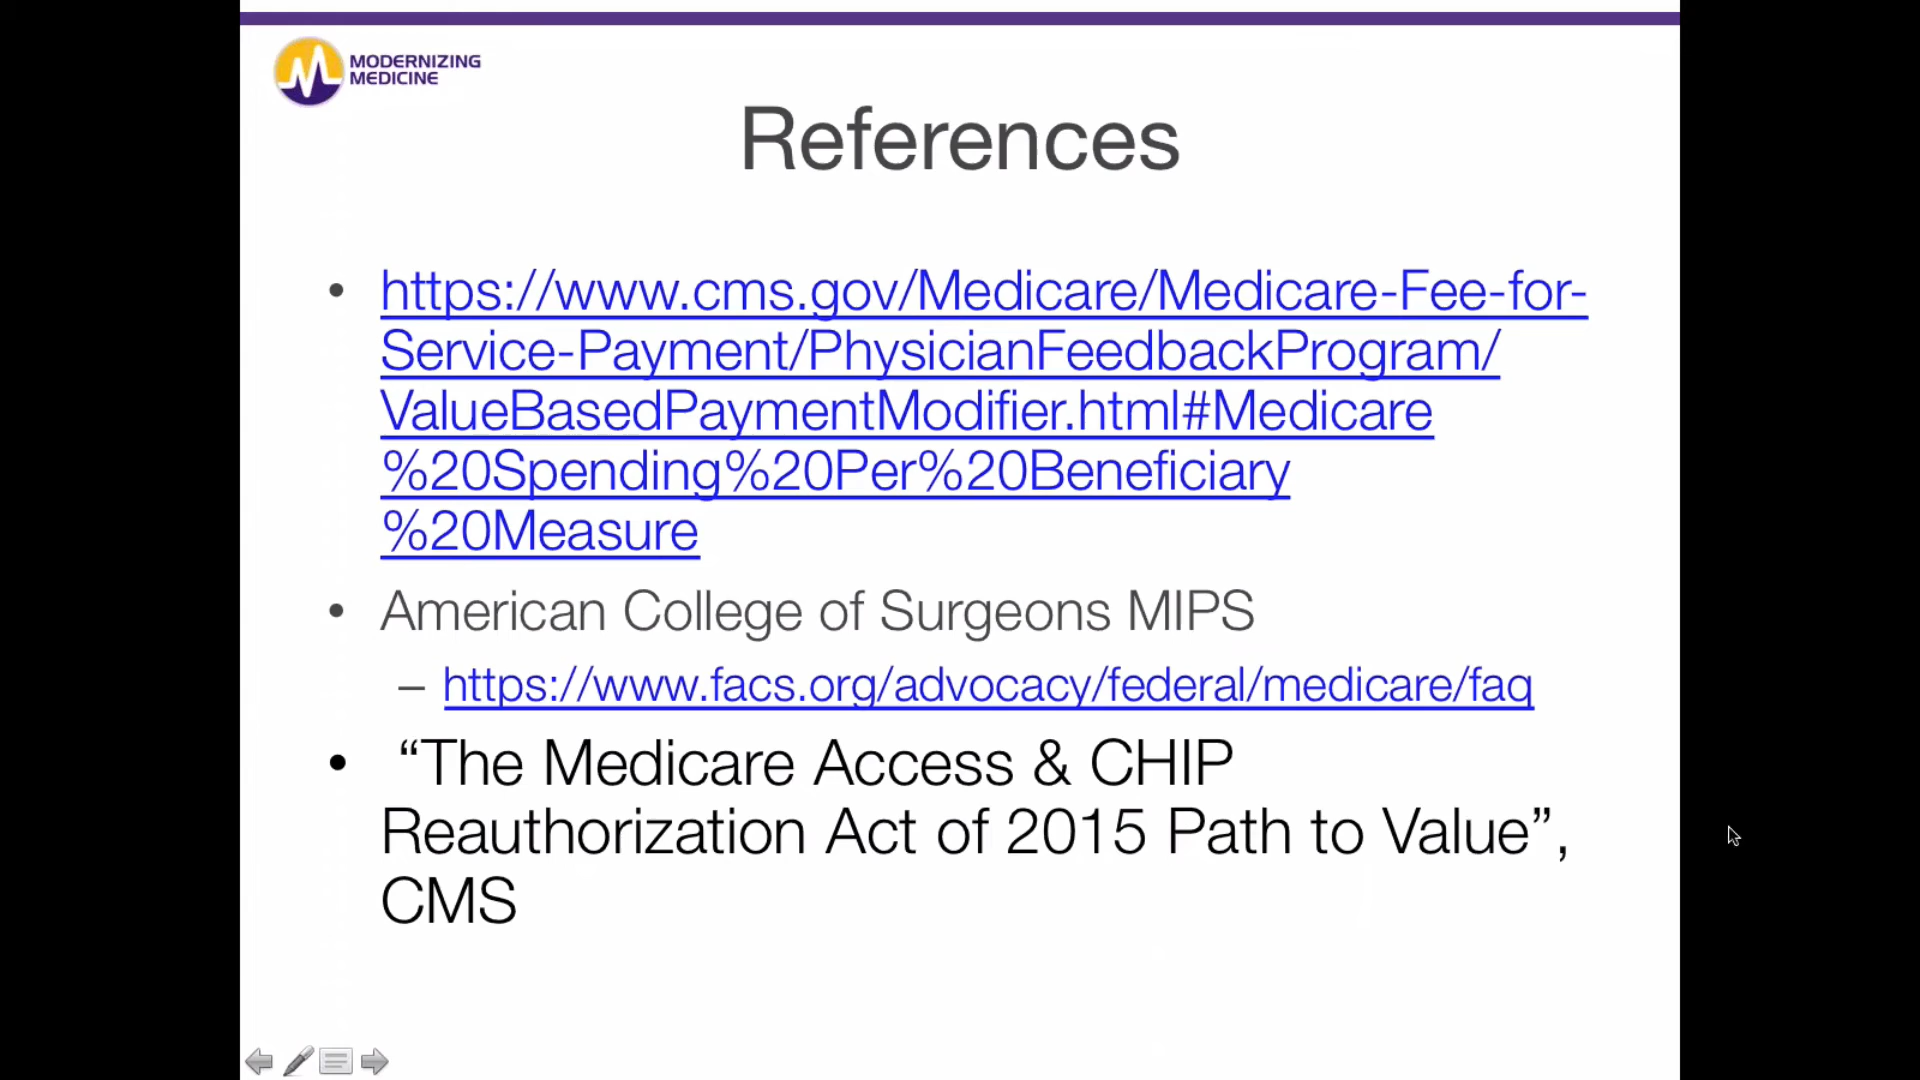 MODERNIZING
MEDICINE
References
• https://www.cms.gov/Medicare/Medicare-Fee-for-
Service-Payment/PhysicianFeedbackProgram/
ValueBasedPaymentModifier.html#Medicare
%20Spending%20Per%20Beneficiary
%20Measure
• American College of Surgeons MIPS
– https://www.facs.org/advocacy/federal/medicare/faq
• “The Medicare Access & CHIP
Reauthorization Act of 2015 Path to Value”,
CMS